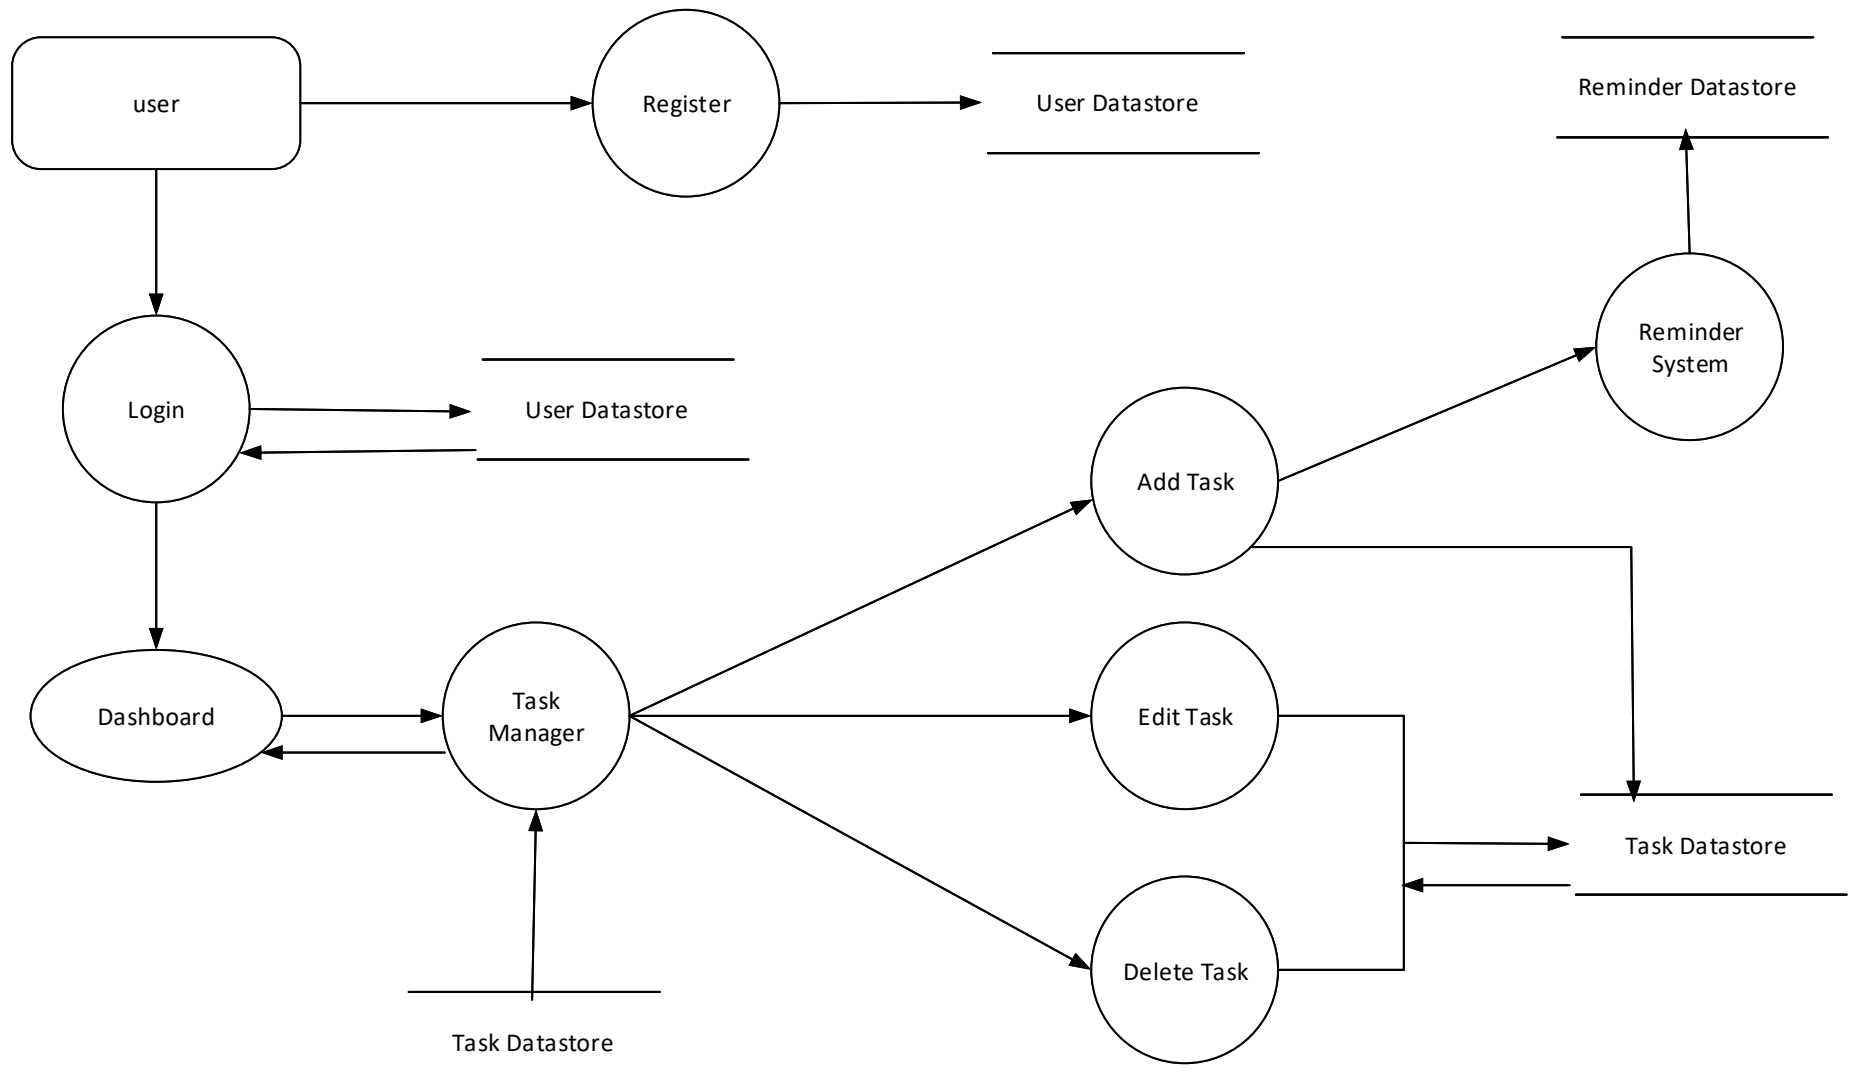 user
Register
User Datastore
Reminder Datastore
Reminder
System
Login
User Datastore
Add Task
Dashboard
Task
Manager
Edit Task
Task Datastore
Delete Task
Task Datastore